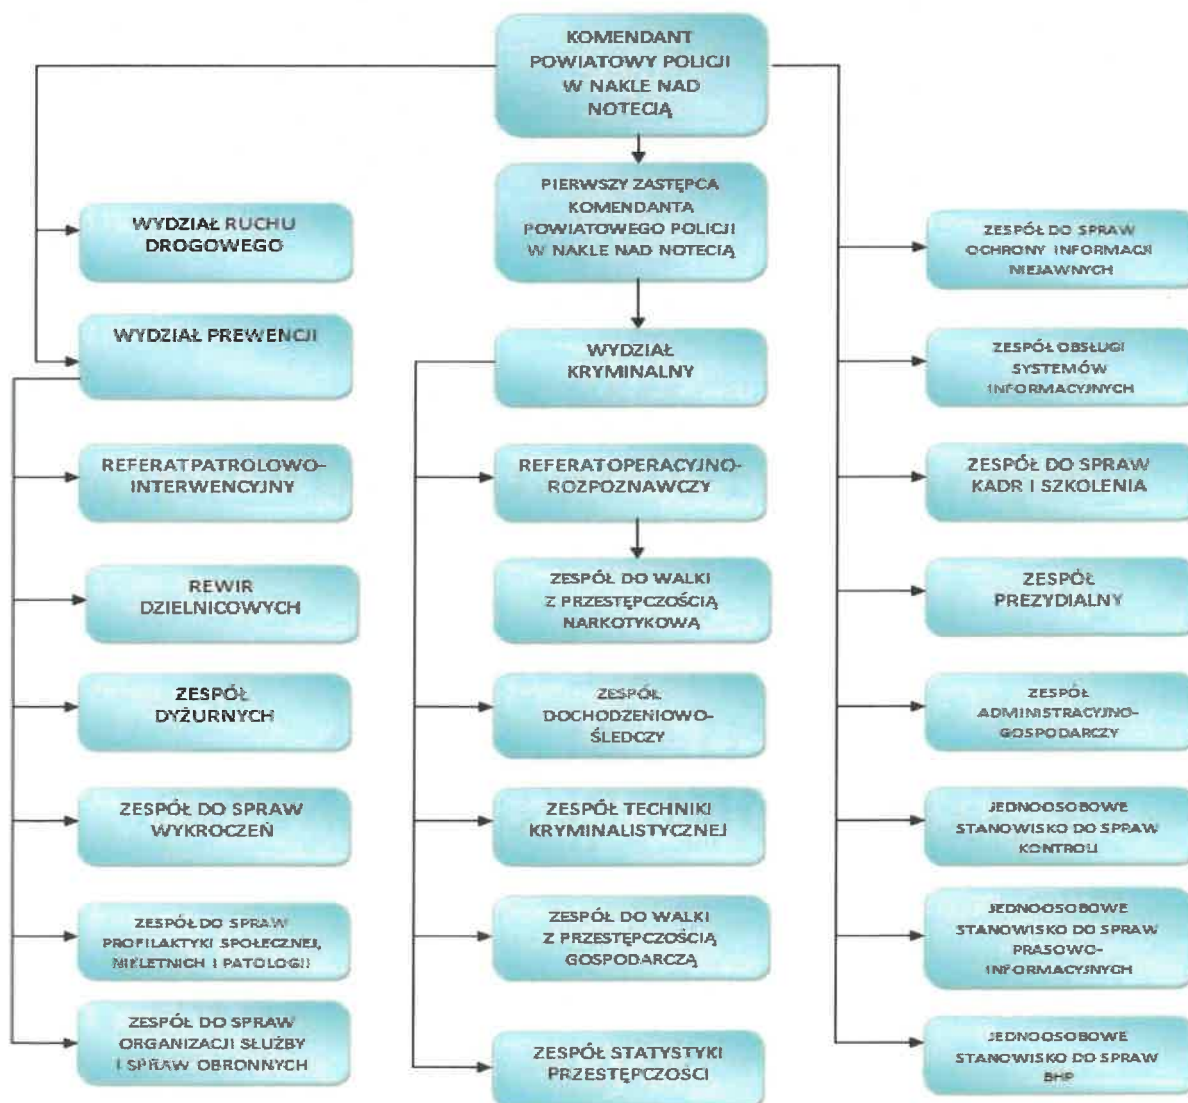 KOMENDANT
POWIATOWY POLICJI
W NAKLE NAD
NOTECIĄ
PIERWSZY ZASTĘPCA
KOMENDANTA
POWIATOWEGO POLICJI
W NAKLE NAD NOTECIĄ
WYDZIAŁ RUCHU
DROGOWEGO
WYDZIAŁ PREWENCJI
REFERAT PATROLOWO-
INTERWENCYJNY
REWIR
DZIELNICOWYCH
ZESPÓŁ
DYŻURNYCH
ZESPÓŁ DO SPRAW
WYKROCZEŃ
ZESPÓŁ DO SPRAW
PROFILAKTYKI SPOŁECZNEJ,
NIELETNICH I PATOLOGII
ZESPÓŁ DO SPRAW
ORGANIZACJI SŁUŻBY
I SPRAW OBRONNYCH
WYDZIAŁ
KRYMINALNY
REFERAT OPERACYJNO-
ROZPOZNAWCZY
ZESPÓŁ DO WALKI
Z PRZESTĘPCZOŚCIĄ
NARKOTYKOWĄ
ZESPÓŁ
DOCHODZENIOWO-
ŚLEDCZY
ZESPÓŁ TECHNIKI
KRYMINALISTYCZNEJ
ZESPÓŁ DO WALKI
Z PRZESTĘPCZOŚCIĄ
GOSPODARCZĄ
ZESPÓŁ STATYSTYKI
PRZESTĘPCZOŚCI
ZESPÓŁ DO SPRAW
OCHRONY INFORMACJI
NIEJAWNYCH
ZESPÓŁ OBSŁUGI
SYSTEMÓW
INFORMACYJNYCH
ZESPÓŁ DO SPRAW
KADR I SZKOLENIA
ZESPÓŁ
PREZYDIALNY
ZESPÓŁ
ADMINISTRACYJNO-
GOSPODARCZY
JEDNOOSOBOWE
STANOWISKO DO SPRAW
KONTROLI
JEDNOOSOBOWE
STANOWISKO DO SPRAW
PRASOWO-
INFORMACYJNYCH
JEDNOOSOBOWE
STANOWISKO DO SPRAW
BHP